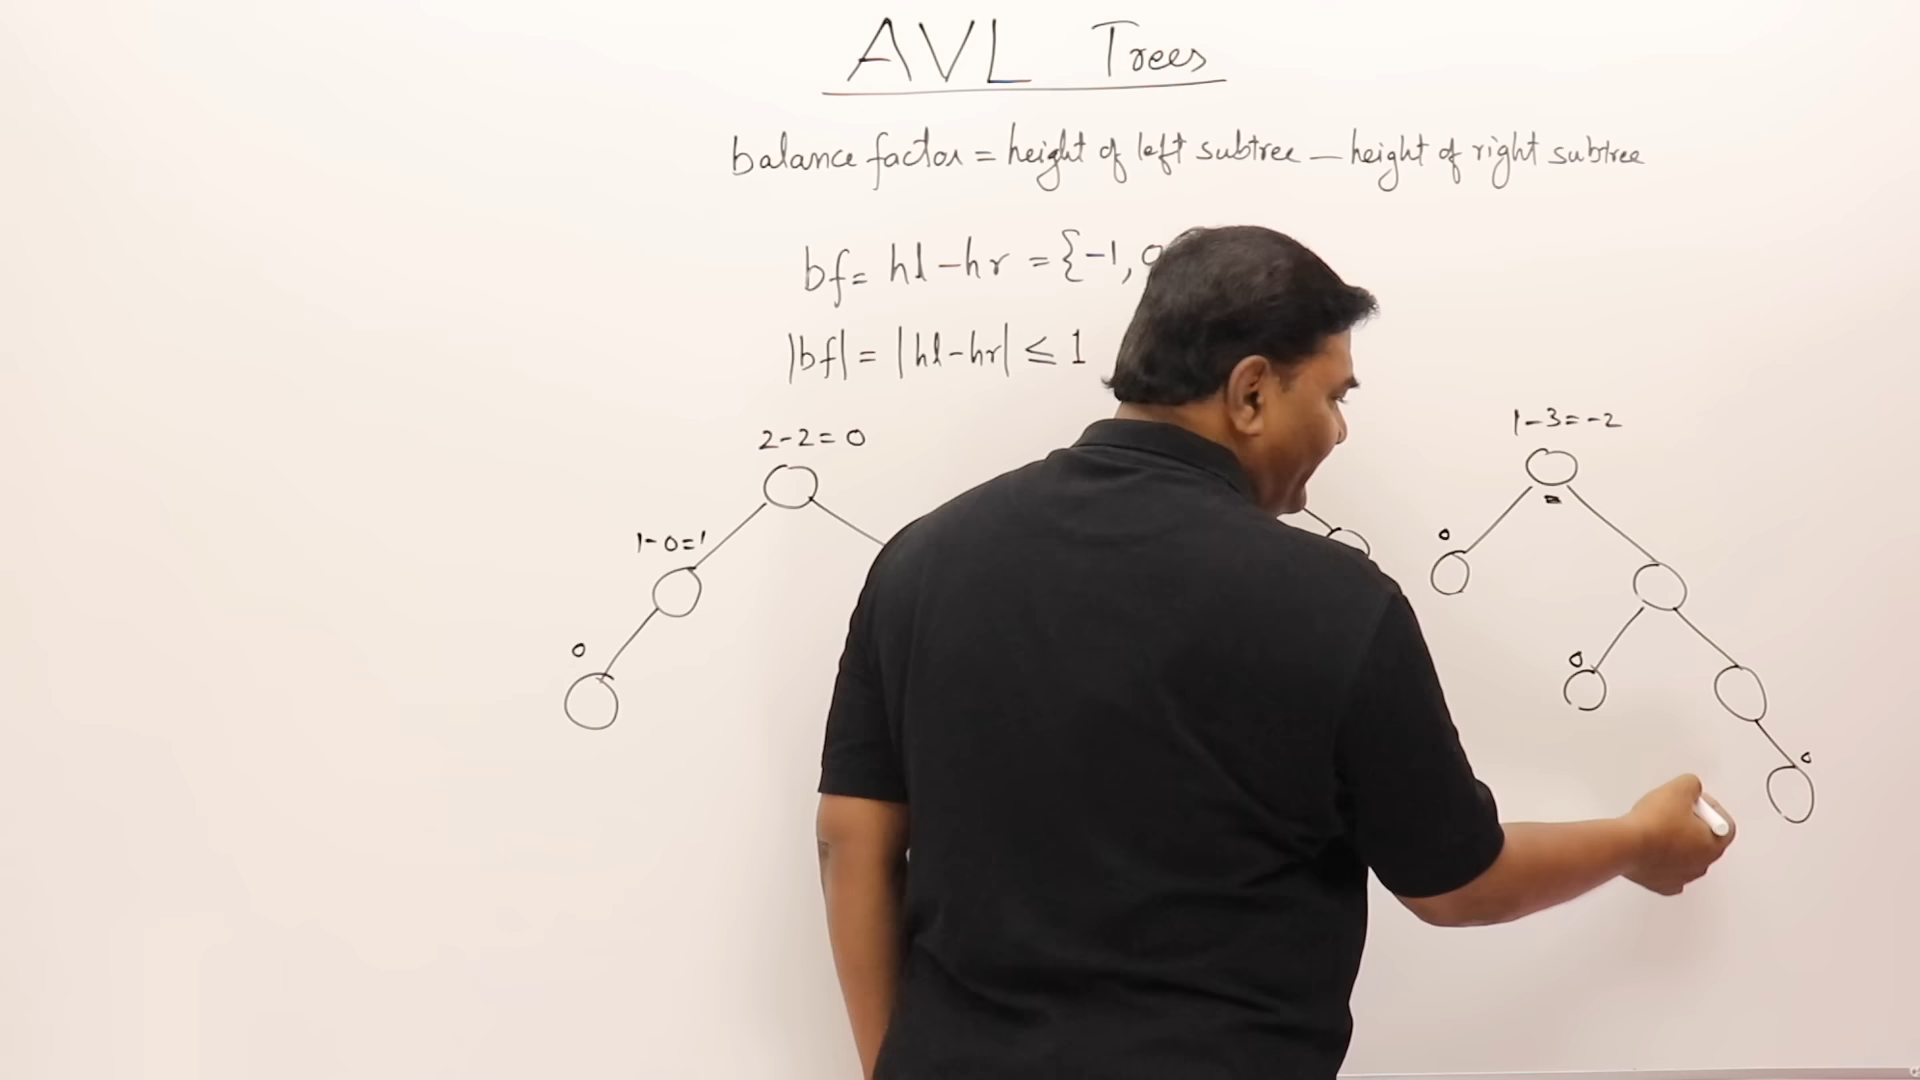 AVL Trees
balance factor = height of left subtree – height of right subtree
bf = hl – hr = {-1, 0
|bf| = |hl – hr| ≤ 1
2 - 2 = 0
1 - 3 = -2
1 - 0 = 1
0
0
0
0